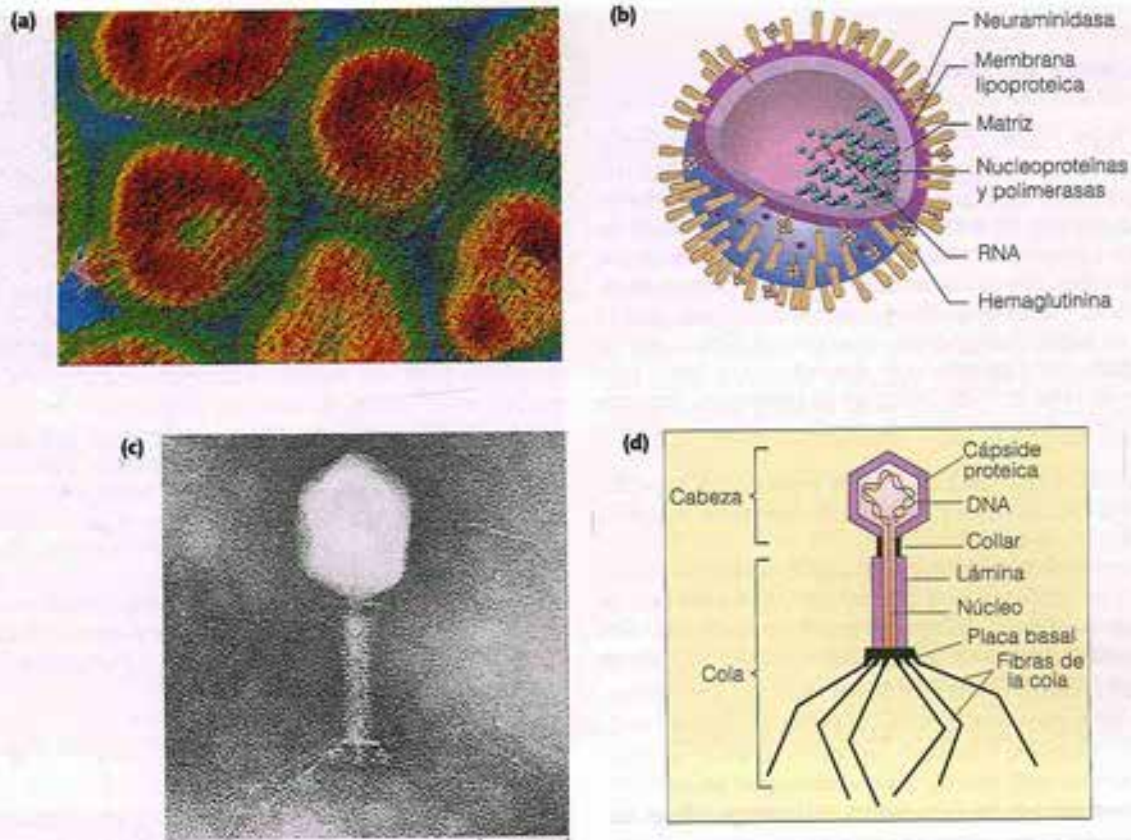 (a)
(b)
Neuraminidasa
Membrana
lipoproteica
Matriz
Nucleoproteínas
y polimerasas
RNA
Hemaglutinina
(c)
(d)
Cabeza
Cápside
proteica
DNA
Collar
Lámina
Núcleo
Placa basal
Cola
Fibras de
la cola